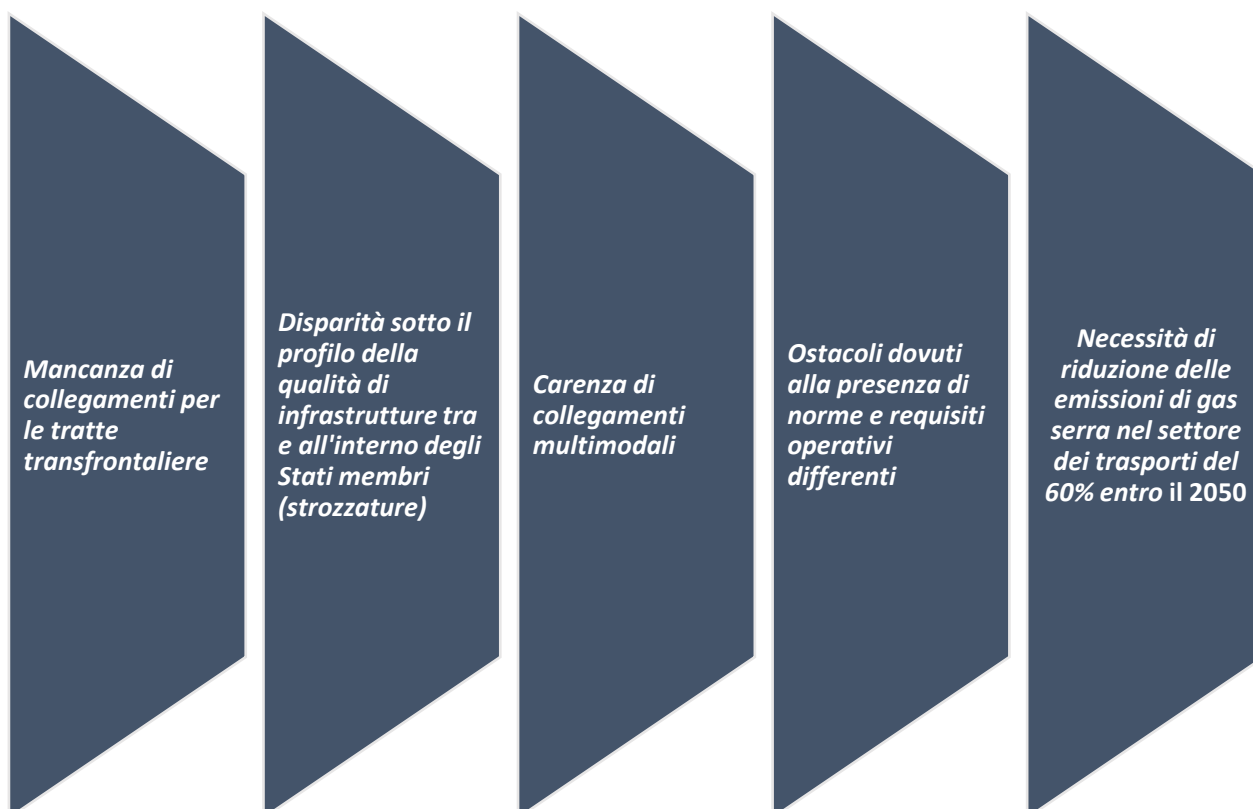 Mancanza di
collegamenti per
le tratte
transfrontaliere
Disparità sotto il
profilo della
qualità di
infrastrutture tra
e all'interno degli
Stati membri
(strozzature)
Carenza di
collegamenti
multimodali
Ostacoli dovuti
alla presenza di
norme e requisiti
operativi
differenti
Necessità di
riduzione delle
emissioni di gas
serra nel settore
dei trasporti del
60% entro il 2050